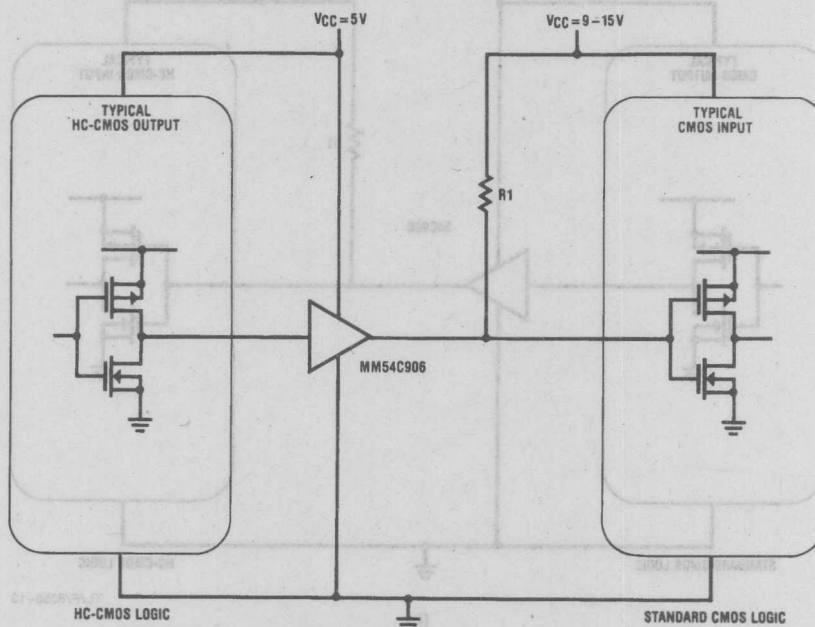 VCC=5V
VCC=9–15V
TYPICAL
HC-CMOS OUTPUT
TYPICAL
CMOS INPUT
R1
MM54C906
HC-CMOS LOGIC
STANDARD CMOS LOGIC